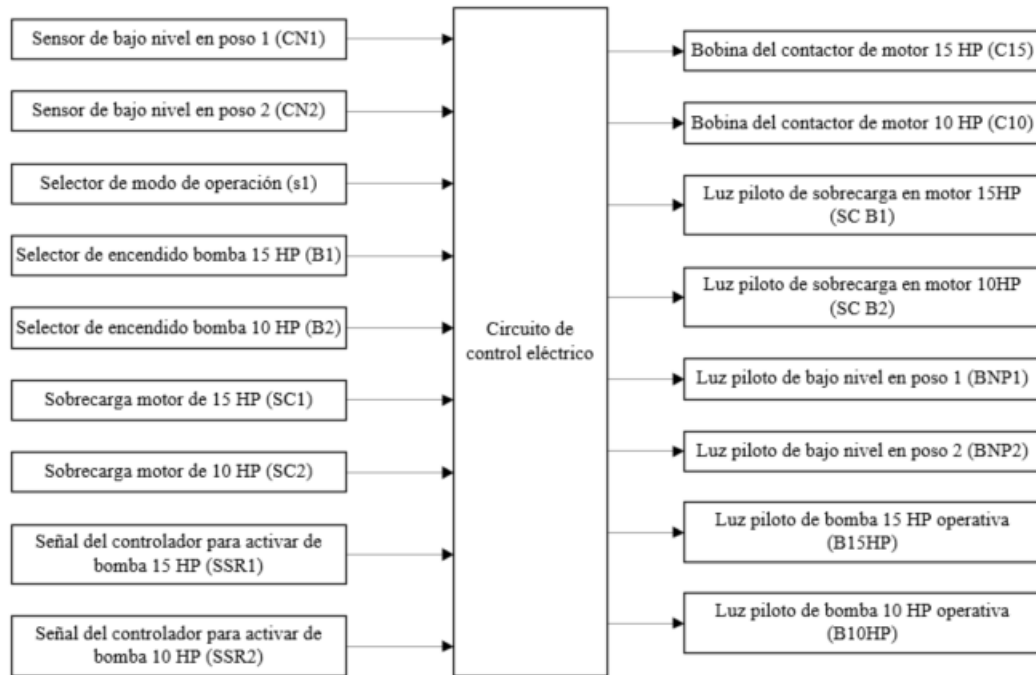 Sensor de bajo nivel en poso 1 (CN1)
Sensor de bajo nivel en poso 2 (CN2)
Selector de modo de operación (s1)
Selector de encendido bomba 15 HP (B1)
Selector de encendido bomba 10 HP (B2)
Sobrecarga motor de 15 HP (SC1)
Sobrecarga motor de 10 HP (SC2)
Señal del controlador para activar de
bomba 15 HP (SSR1)
Señal del controlador para activar de
bomba 10 HP (SSR2)
Circuito de
control eléctrico
Bobina del contactor de motor 15 HP (C15)
Bobina del contactor de motor 10 HP (C10)
Luz piloto de sobrecarga en motor 15HP
(SC B1)
Luz piloto de sobrecarga en motor 10HP
(SC B2)
Luz piloto de bajo nivel en poso 1 (BNP1)
Luz piloto de bajo nivel en poso 2 (BNP2)
Luz piloto de bomba 15 HP operativa
(B15HP)
Luz piloto de bomba 10 HP operativa
(B10HP)